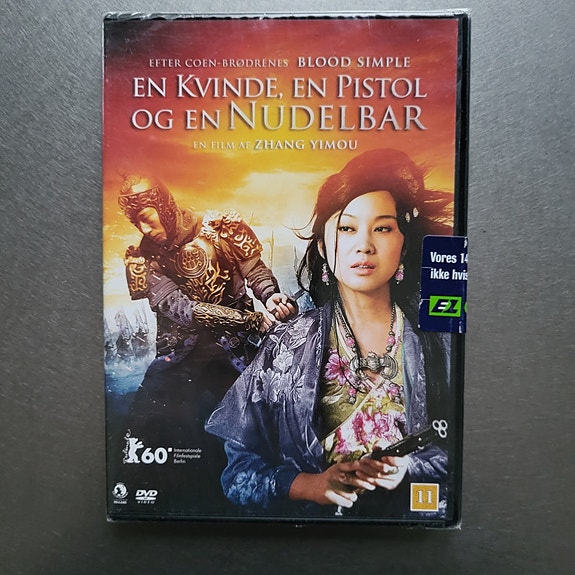 EFTER COEN-BRØDRENES BLOOD SIMPLE
EN KVINDE, EN PISTOL
OG EN NUDELBAR
EN FILM AF ZHANG YIMOU
Vores 14
ikke hvis
60
Internationale
Filmfestspiele
Berlin
DVD
VIDEO
11